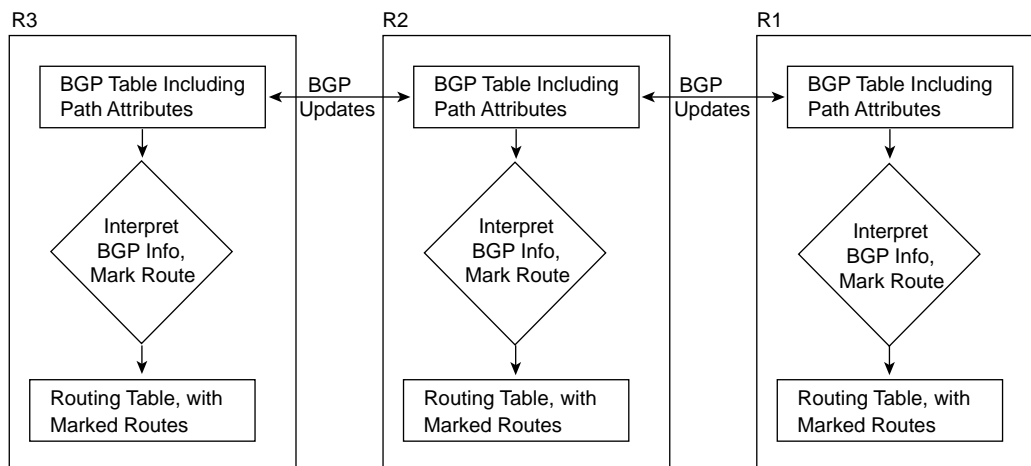 R3
BGP Table Including
Path Attributes
Interpret
BGP Info,
Mark Route
Routing Table, with
Marked Routes
BGP
Updates
R2
BGP Table Including
Path Attributes
Interpret
BGP Info,
Mark Route
Routing Table, with
Marked Routes
BGP
Updates
R1
BGP Table Including
Path Attributes
Interpret
BGP Info,
Mark Route
Routing Table, with
Marked Routes